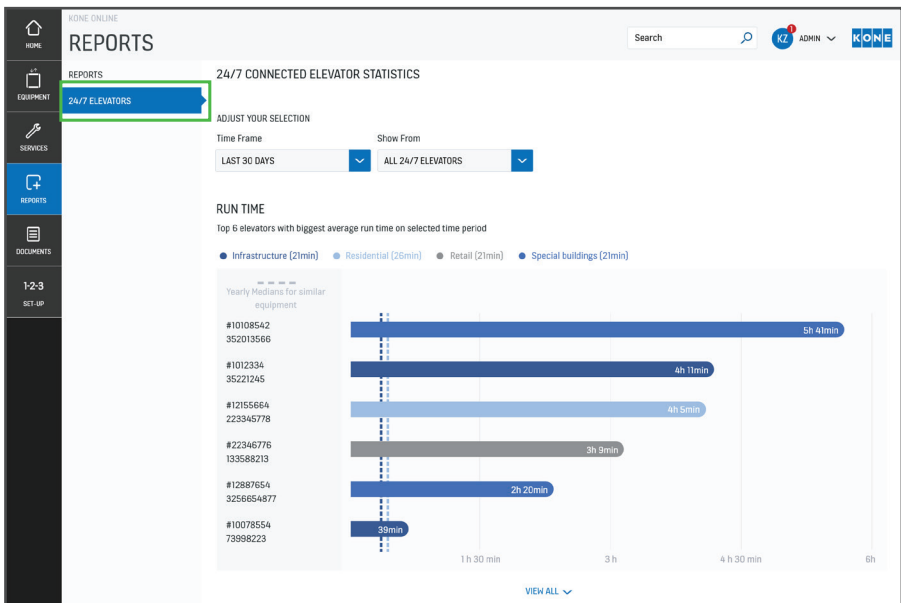 KONE ONLINE
REPORTS
Search
KZ
1
ADMIN
KONE
HOME
EQUIPMENT
SERVICES
REPORTS
DOCUMENTS
1-2-3
SET-UP
REPORTS
24/7 ELEVATORS
24/7 CONNECTED ELEVATOR STATISTICS
ADJUST YOUR SELECTION
Time Frame
Show From
LAST 30 DAYS
ALL 24/7 ELEVATORS
RUN TIME
Top 6 elevators with biggest average run time on selected time period
Infrastructure (21min)
Residential (26min)
Retail (21min)
Special buildings (21min)
Yearly Medians for similar
equipment
#10108542
352013566
5h 41min
#1012334
35221245
4h 11min
#12155664
223345778
4h 5min
#22346776
133588213
3h 9min
#12887654
3256654877
2h 20min
#10078554
73998223
39min
1 h 30 min
3 h
4 h 30 min
6h
VIEW ALL